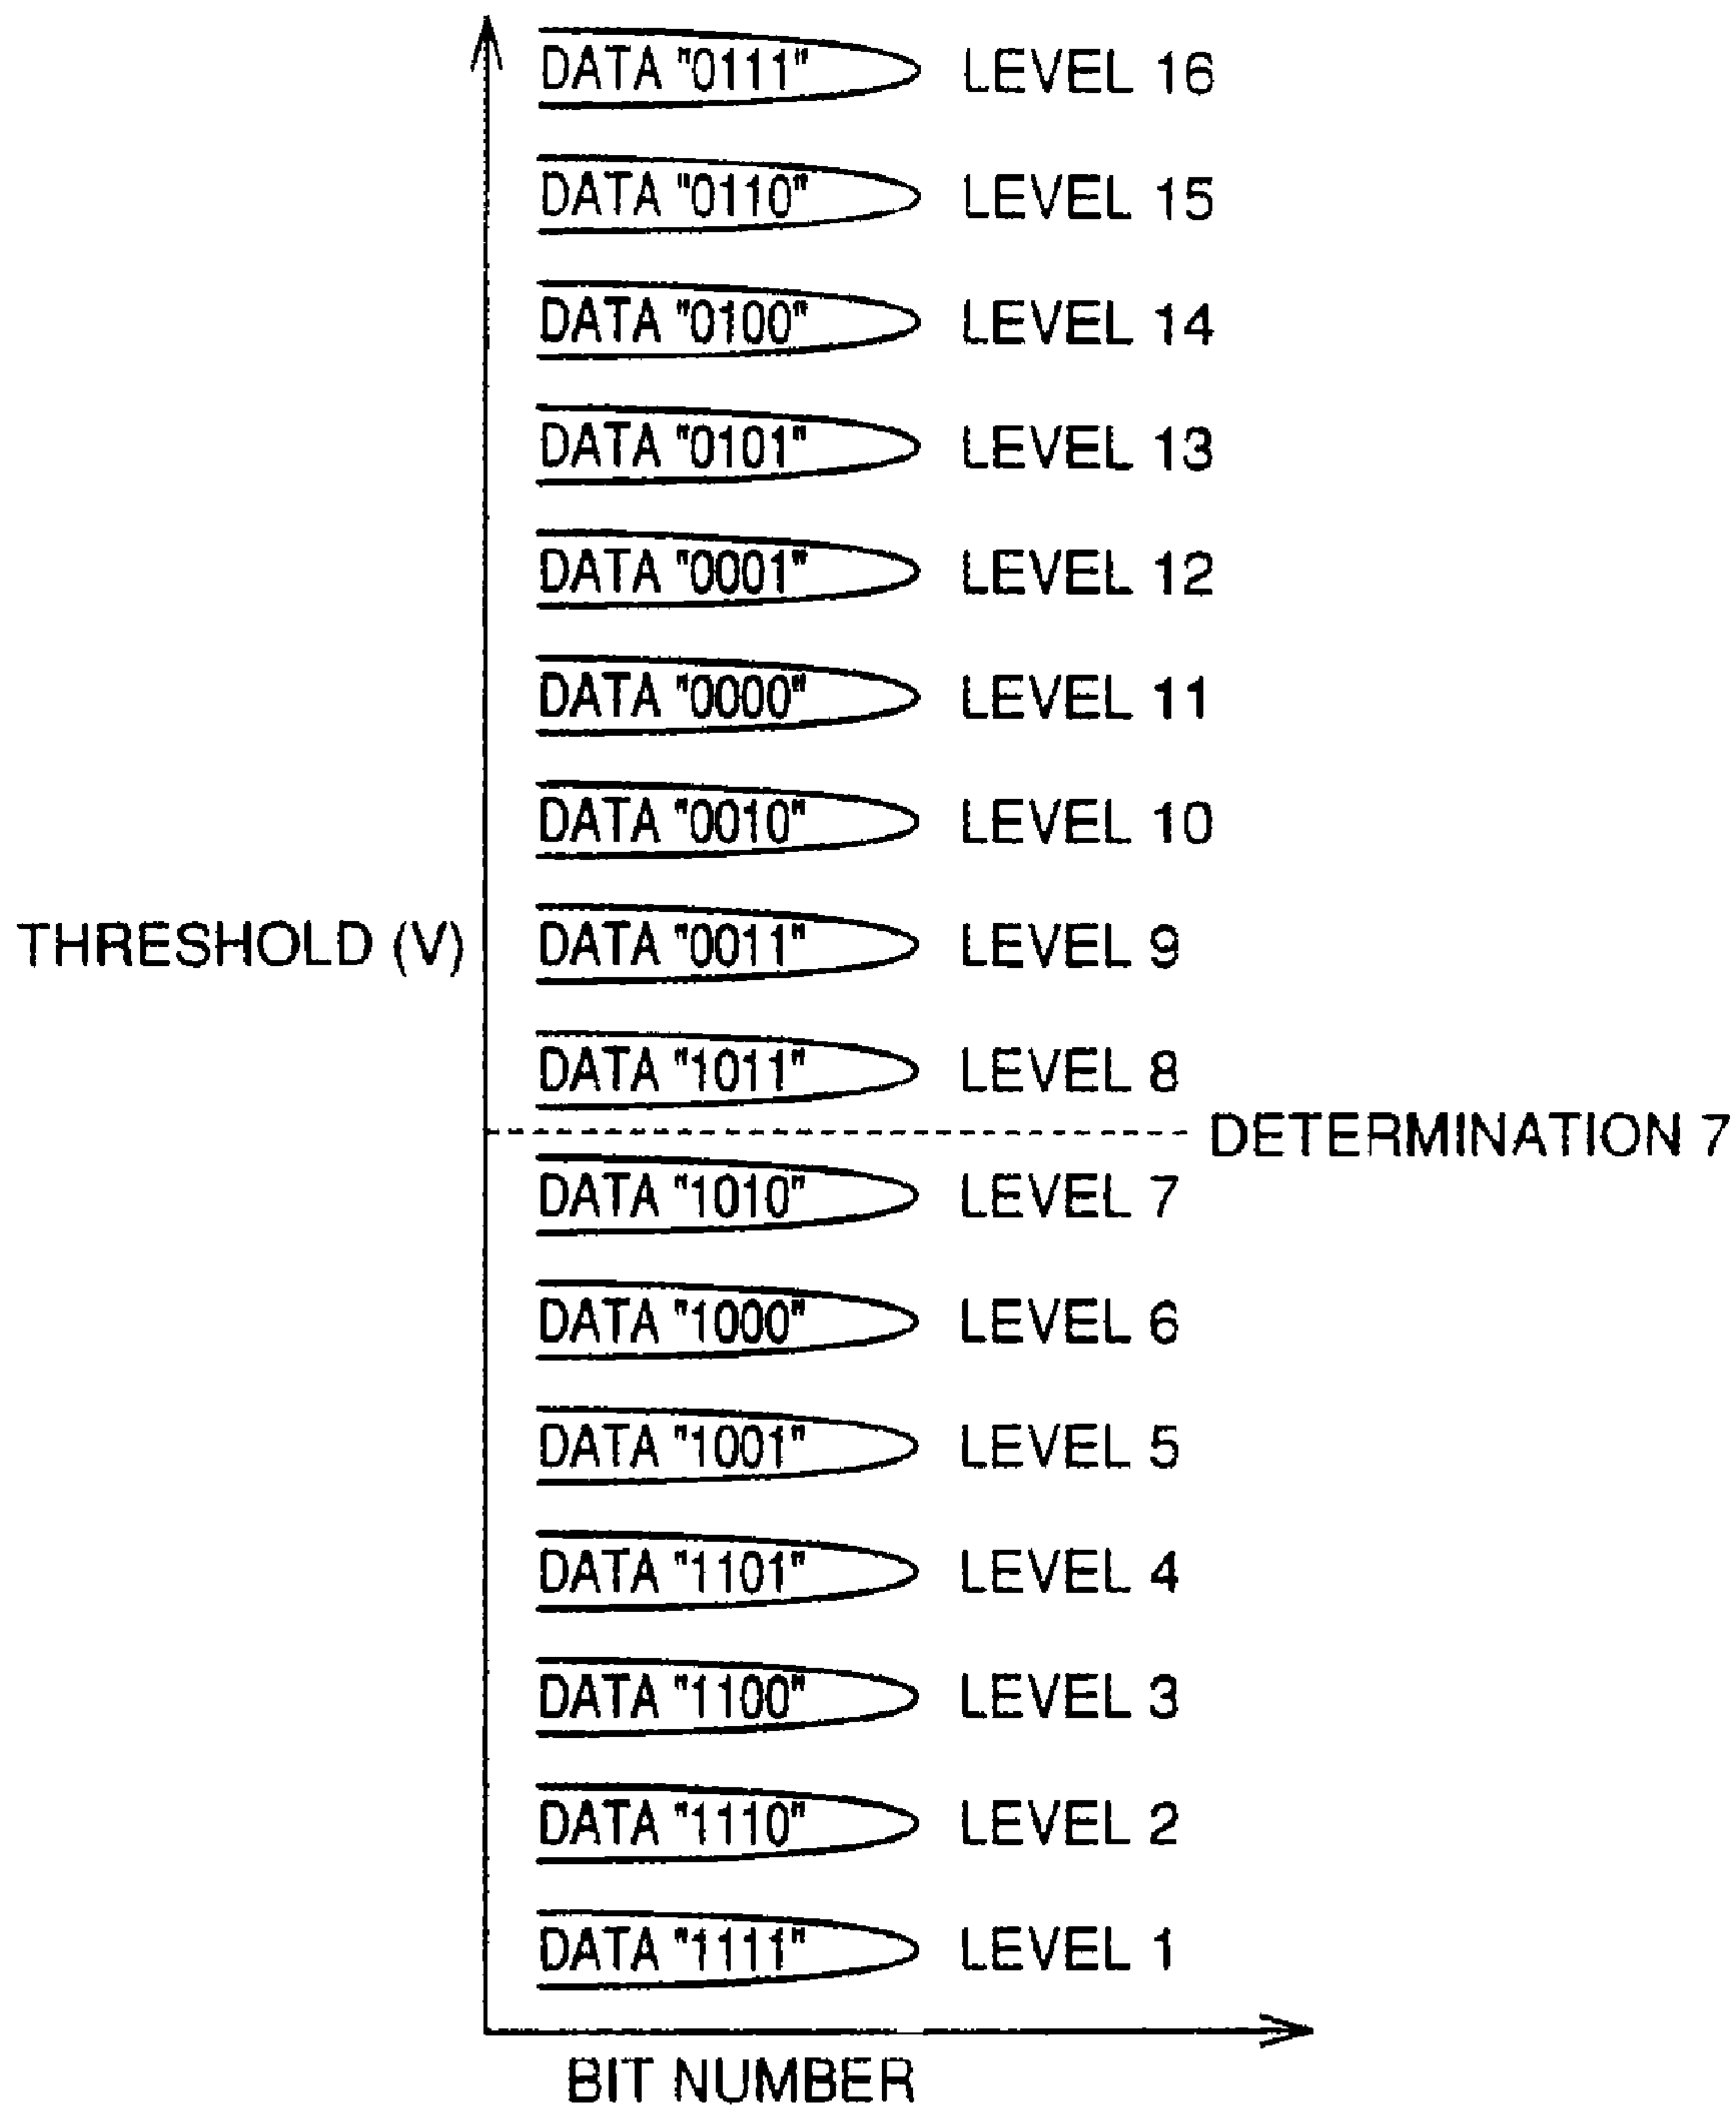 DATA "0111" LEVEL 16
DATA "0110" LEVEL 15
DATA "0100" LEVEL 14
DATA "0101" LEVEL 13
DATA "0001" LEVEL 12
DATA "0000" LEVEL 11
DATA "0010" LEVEL 10
THRESHOLD (V) DATA "0011" LEVEL 9
DATA "1011" LEVEL 8
DETERMINATION 7
DATA "1010" LEVEL 7
DATA "1000" LEVEL 6
DATA "1001" LEVEL 5
DATA "1101" LEVEL 4
DATA "1100" LEVEL 3
DATA "1110" LEVEL 2
DATA "1111" LEVEL 1
BIT NUMBER